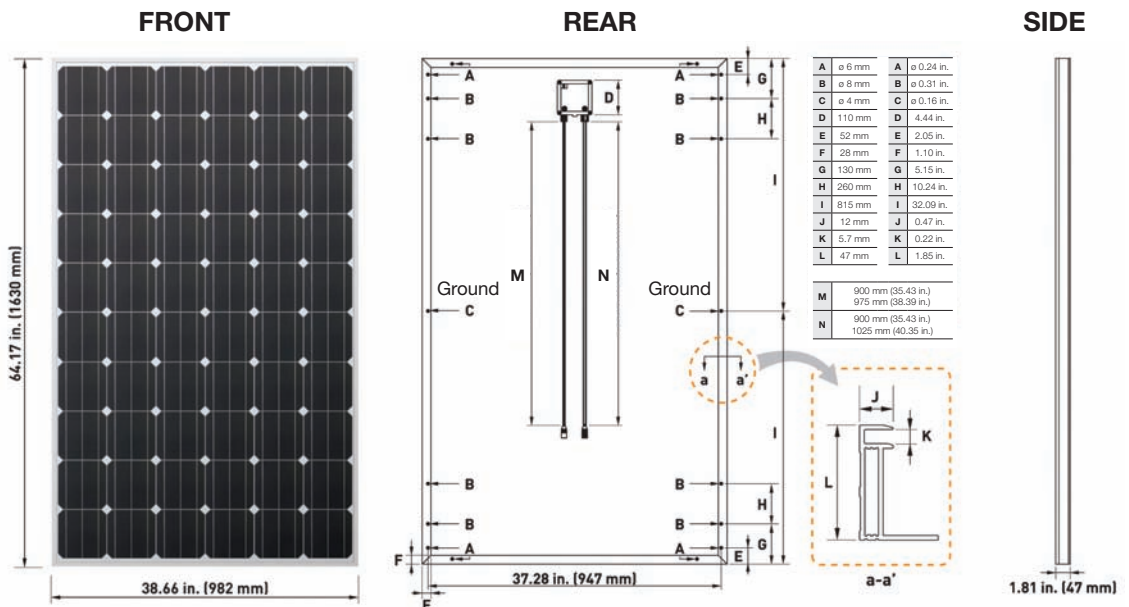 FRONT
REAR
SIDE
64.17 in. (1630 mm)
38.66 in. (982 mm)
A
A
E
G
B
B
D
H
B
B
I
M
N
Ground
Ground
C
C
a
a'
I
B
B
H
B
B
G
A
A
E
F
37.28 in. (947 mm)
F
A ø 6 mm A ø 0.24 in.
B ø 8 mm B ø 0.31 in.
C ø 4 mm C ø 0.16 in.
D 110 mm D 4.44 in.
E 52 mm E 2.05 in.
F 28 mm F 1.10 in.
G 130 mm G 5.15 in.
H 260 mm H 10.24 in.
I 815 mm I 32.09 in.
J 12 mm J 0.47 in.
K 5.7 mm K 0.22 in.
L 47 mm L 1.85 in.
M 900 mm (35.43 in.)
975 mm (38.39 in.)
N 900 mm (35.43 in.)
1025 mm (40.35 in.)
J
K
L
a-a'
1.81 in. (47 mm)